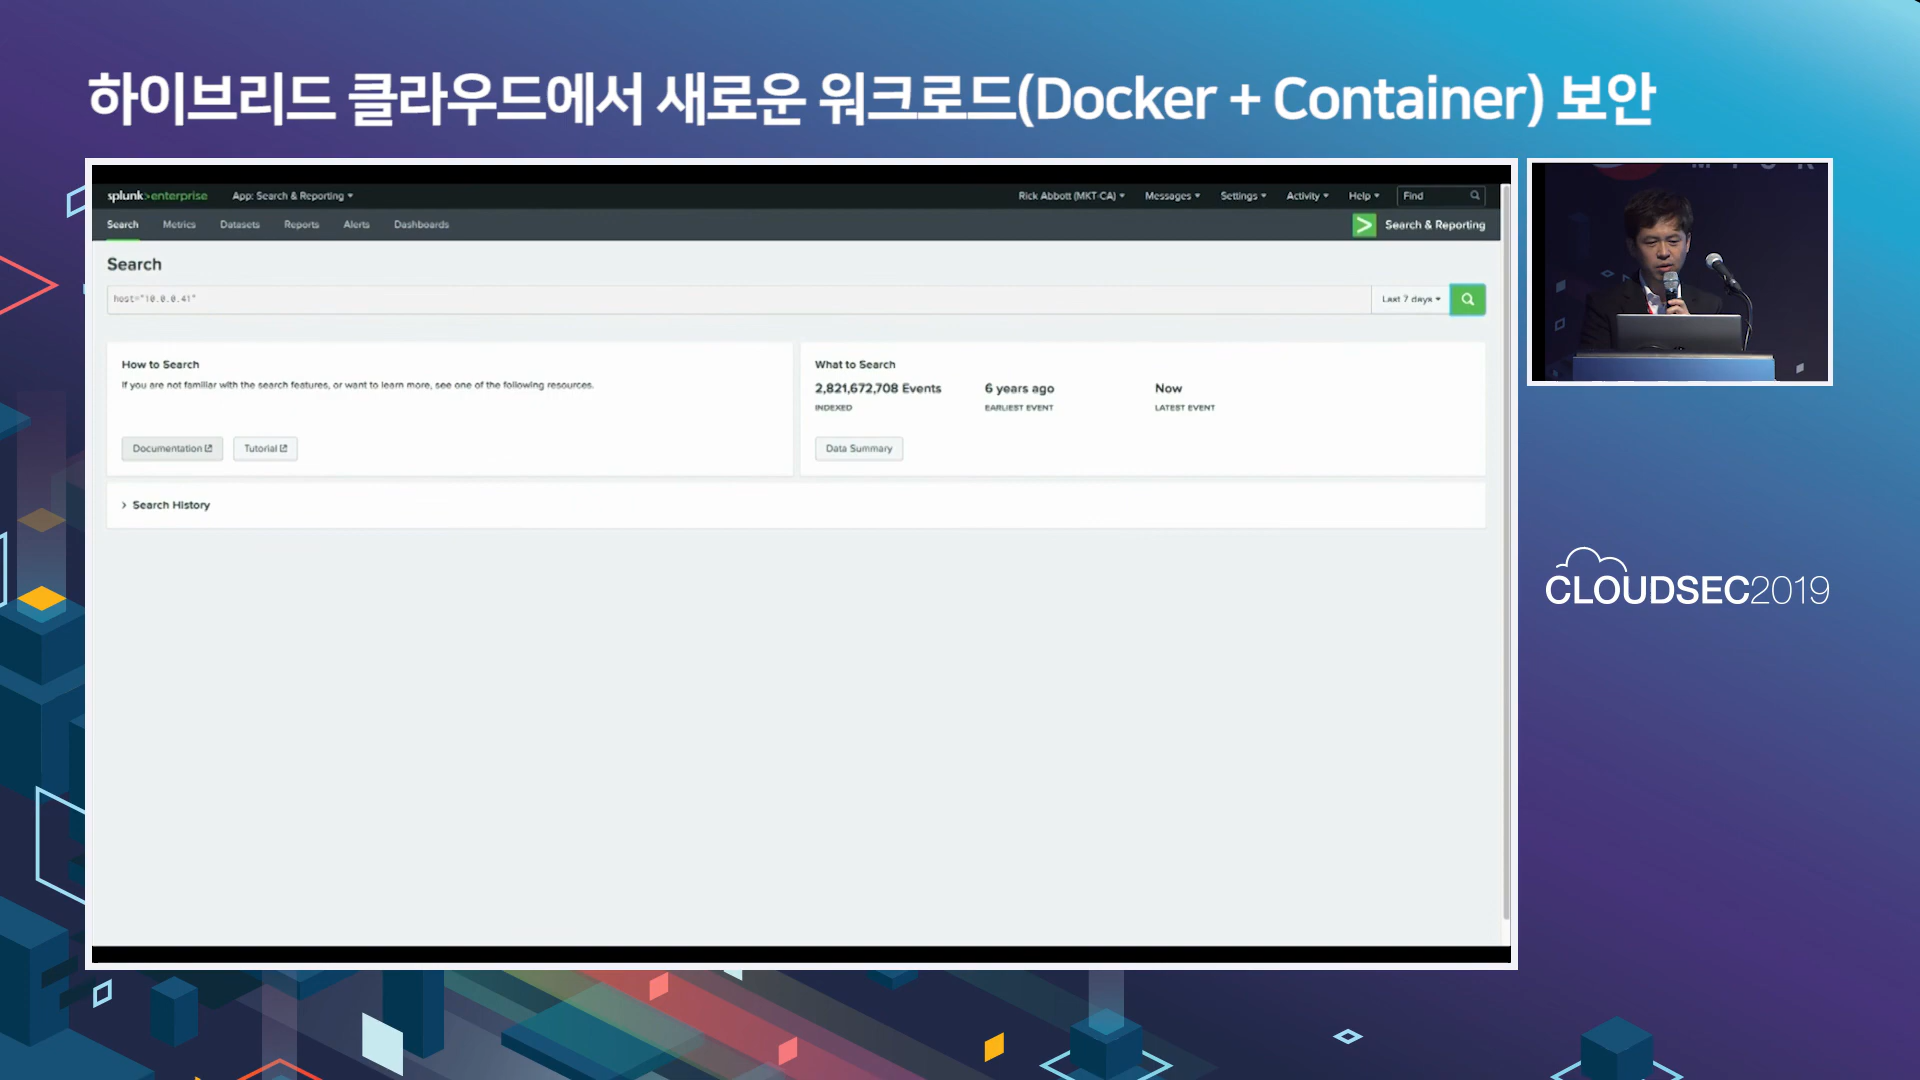 하이브리드 클라우드에서 새로운 워크로드(Docker + Container) 보안
splunk>enterprise App: Search & Reporting Rick Abbott (MKT-CA) Messages Settings Activity Help Find
Search Metrics Datasets Reports Alerts Dashboards Search & Reporting
Search
host="10.0.0.41" Last 7 days
How to Search
If you are not familiar with the search features, or want to learn more, see one of the following resources.
Documentation Tutorial
What to Search
2,821,672,708 Events 6 years ago Now
INDEXED EARLIEST EVENT LATEST EVENT
Data Summary
> Search History
CLOUDSEC2019